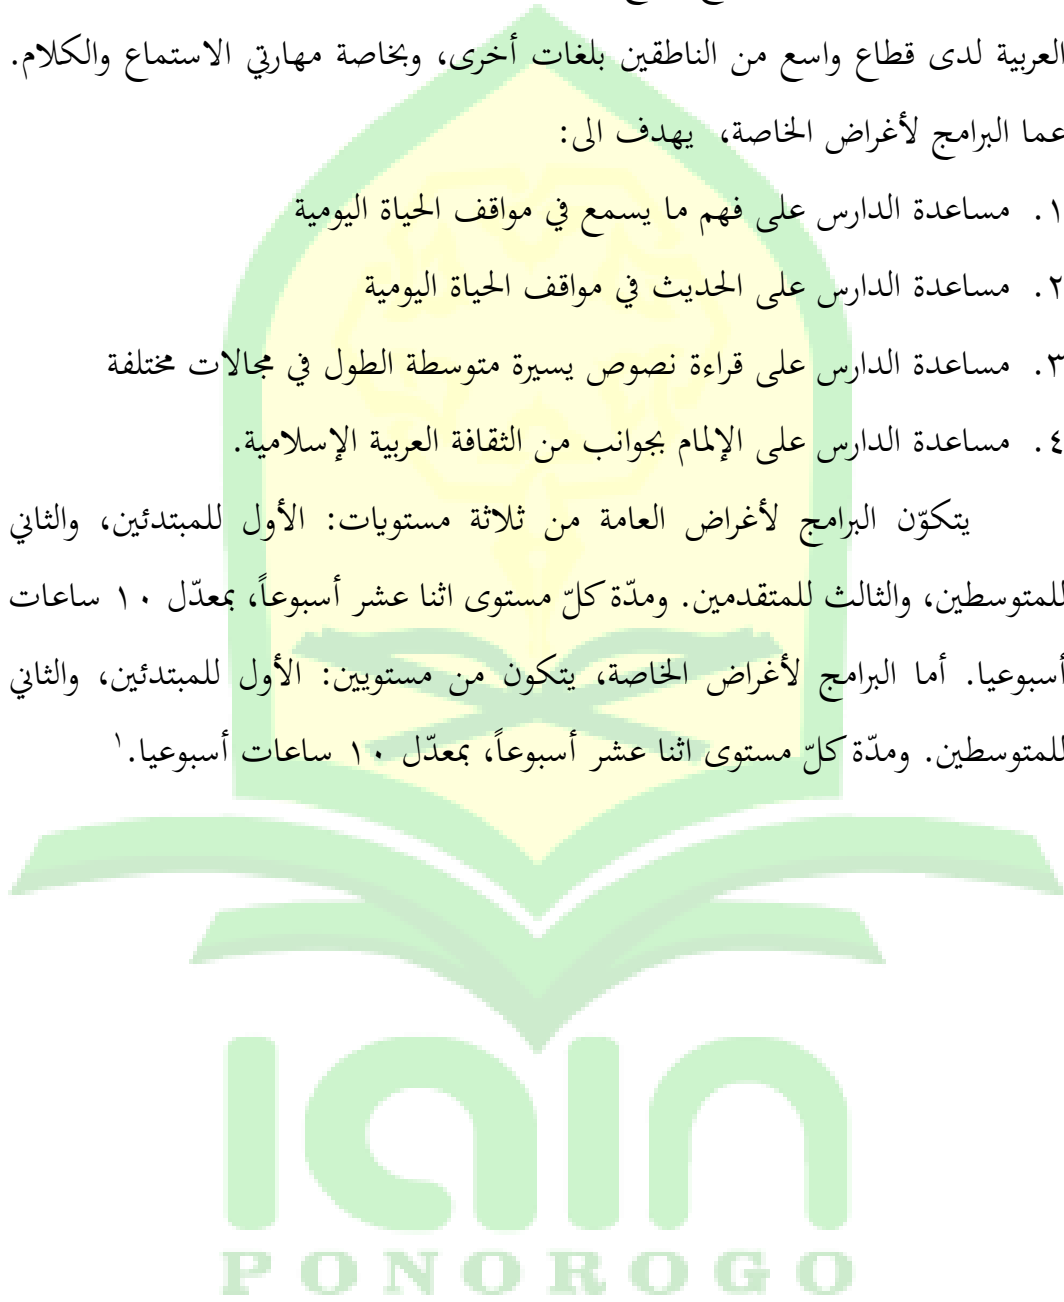 العربية لدى قطاع واسع من الناطقين بلغات أخرى، وبخاصة مهارتي الاستماع والكلام.
عما البرامج لأغراض الخاصة، يهدف الى:
١. مساعدة الدارس على فهم ما يسمع في مواقف الحياة اليومية
٢. مساعدة الدارس على الحديث في مواقف الحياة اليومية
٣. مساعدة الدارس على قراءة نصوص يسيرة متوسطة الطول في مجالات مختلفة
٤. مساعدة الدارس على الإلمام بجوانب من الثقافة العربية الإسلامية.
يتكوّن البرامج لأغراض العامة من ثلاثة مستويات: الأول للمبتدئين، والثاني
للمتوسطين، والثالث للمتقدمين. ومدّة كلّ مستوى اثنا عشر أسبوعاً، بمعدّل ١٠ ساعات
أسبوعيا. أما البرامج لأغراض الخاصة، يتكون من مستويين: الأول للمبتدئين، والثاني
للمتوسطين. ومدّة كلّ مستوى اثنا عشر أسبوعاً، بمعدّل ١٠ ساعات أسبوعيا.١
iain
PONOROGO